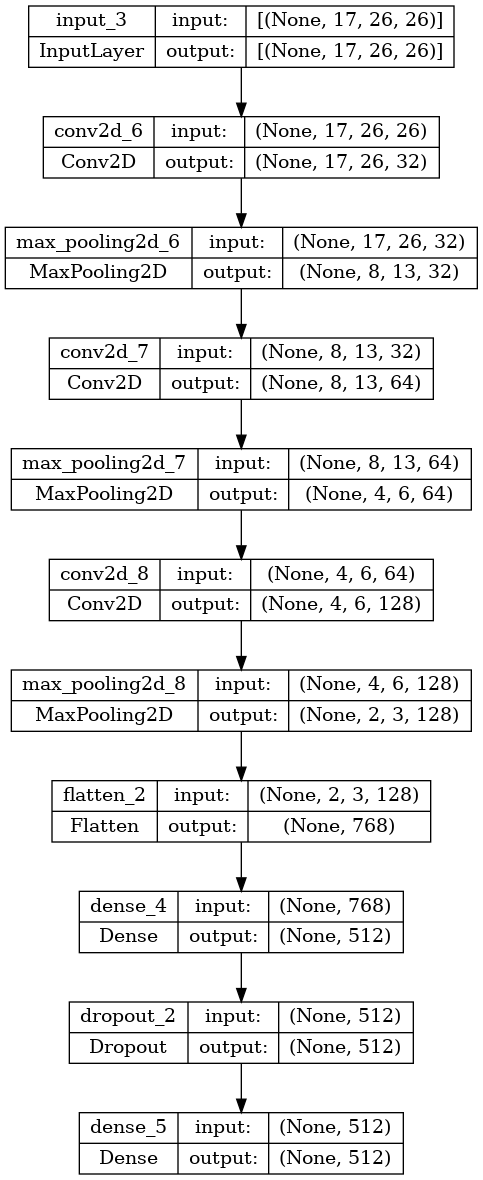 input_3 input: [(None, 17, 26, 26)]
InputLayer output: [(None, 17, 26, 26)]
conv2d_6 input: (None, 17, 26, 26)
Conv2D output: (None, 17, 26, 32)
max_pooling2d_6 input: (None, 17, 26, 32)
MaxPooling2D output: (None, 8, 13, 32)
conv2d_7 input: (None, 8, 13, 32)
Conv2D output: (None, 8, 13, 64)
max_pooling2d_7 input: (None, 8, 13, 64)
MaxPooling2D output: (None, 4, 6, 64)
conv2d_8 input: (None, 4, 6, 64)
Conv2D output: (None, 4, 6, 128)
max_pooling2d_8 input: (None, 4, 6, 128)
MaxPooling2D output: (None, 2, 3, 128)
flatten_2 input: (None, 2, 3, 128)
Flatten output: (None, 768)
dense_4 input: (None, 768)
Dense output: (None, 512)
dropout_2 input: (None, 512)
Dropout output: (None, 512)
dense_5 input: (None, 512)
Dense output: (None, 512)